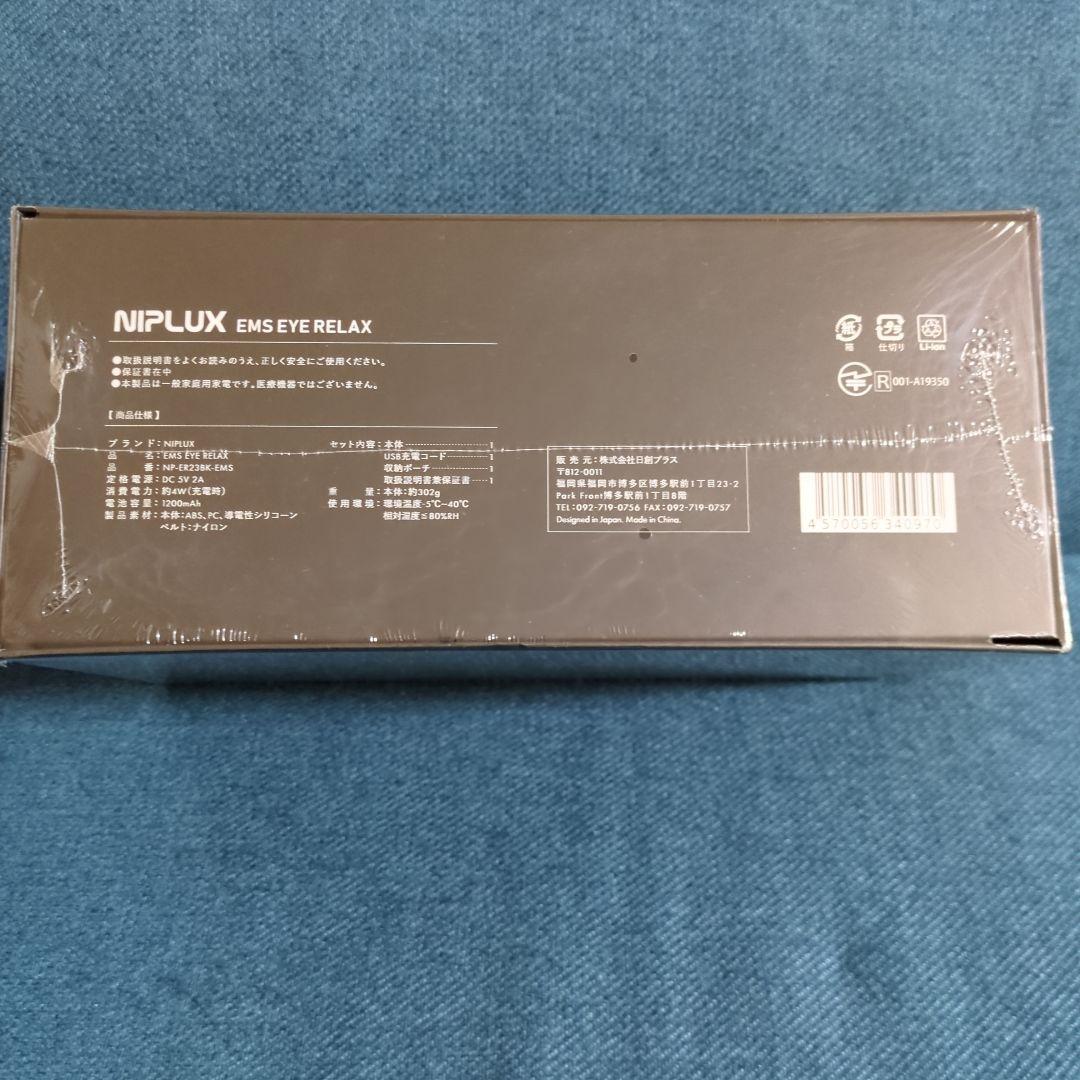 NIPLUX EMS EYE RELAX
●取扱説明書をよくお読みのうえ、正しく安全にご使用ください。
●保証書在中
●本製品は一般家庭用家電です。医療機器ではございません。
【商品仕様】
ブランド：NIPLUX
品名：EMS EYE RELAX
品番：NP-ER23BK-EMS
定格電源：DC 5V 2A
消費電力：約4W（充電時）
電池容量：1200mAh
製品素材：本体：ABS、PC、導電性シリコーン
ベルト：ナイロン
セット内容：本体 1
USB充電コード 1
収納ポーチ 1
取扱説明書兼保証書 1
重量：本体：約302g
使用環境：環境温度-5℃~40℃
相対湿度≦80%RH
販売元：株式会社日創プラス
〒812-0011
福岡県福岡市博多区博多駅前1丁目23-2
Park Front博多駅前1丁目8階
TEL：092-719-0756 FAX：092-719-0757
Designed in Japan. Made in China.
紙 プラ
箱 仕切り Li-ion
R 001-A19350
4 570056 340970